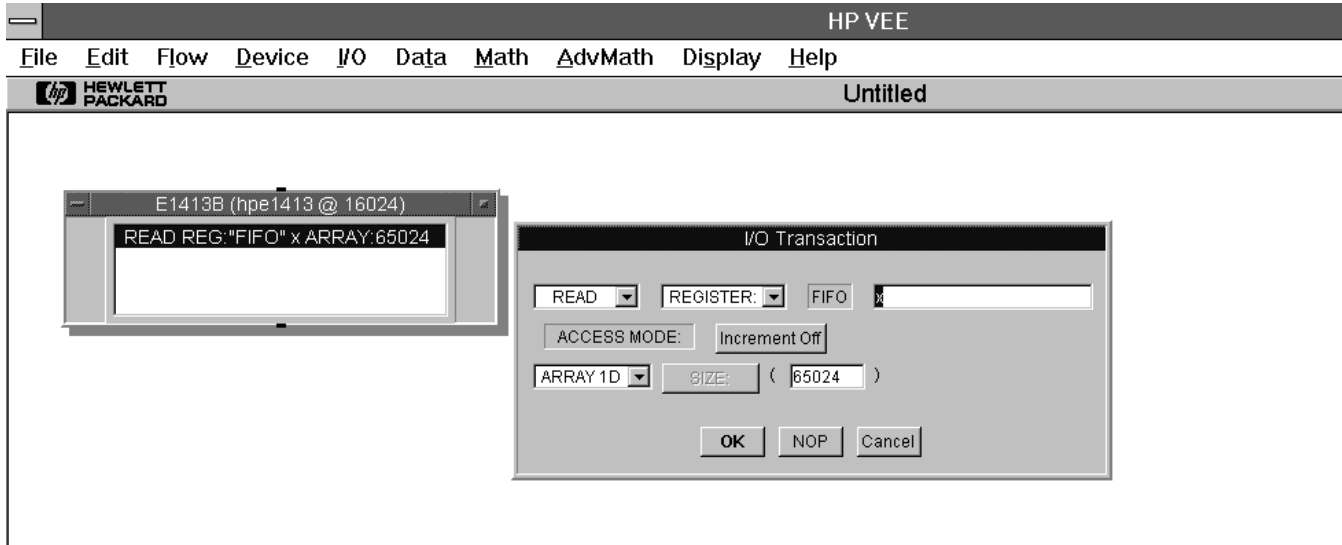 HP VEE
File Edit Flow Device I/O Data Math AdvMath Display Help
hp HEWLETT PACKARD Untitled
E1413B (hpe1413 @ 16024)
READ REG:"FIFO" x ARRAY:65024
I/O Transaction
READ REGISTER: FIFO x
ACCESS MODE: Increment Off
ARRAY 1D SIZE: ( 65024 )
OK NOP Cancel